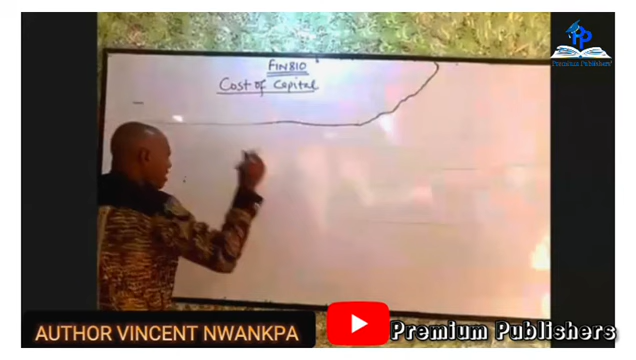 FIN810
Cost of Capital
Premium Publishers'
AUTHOR VINCENT NWANKPA
Premium Publishers